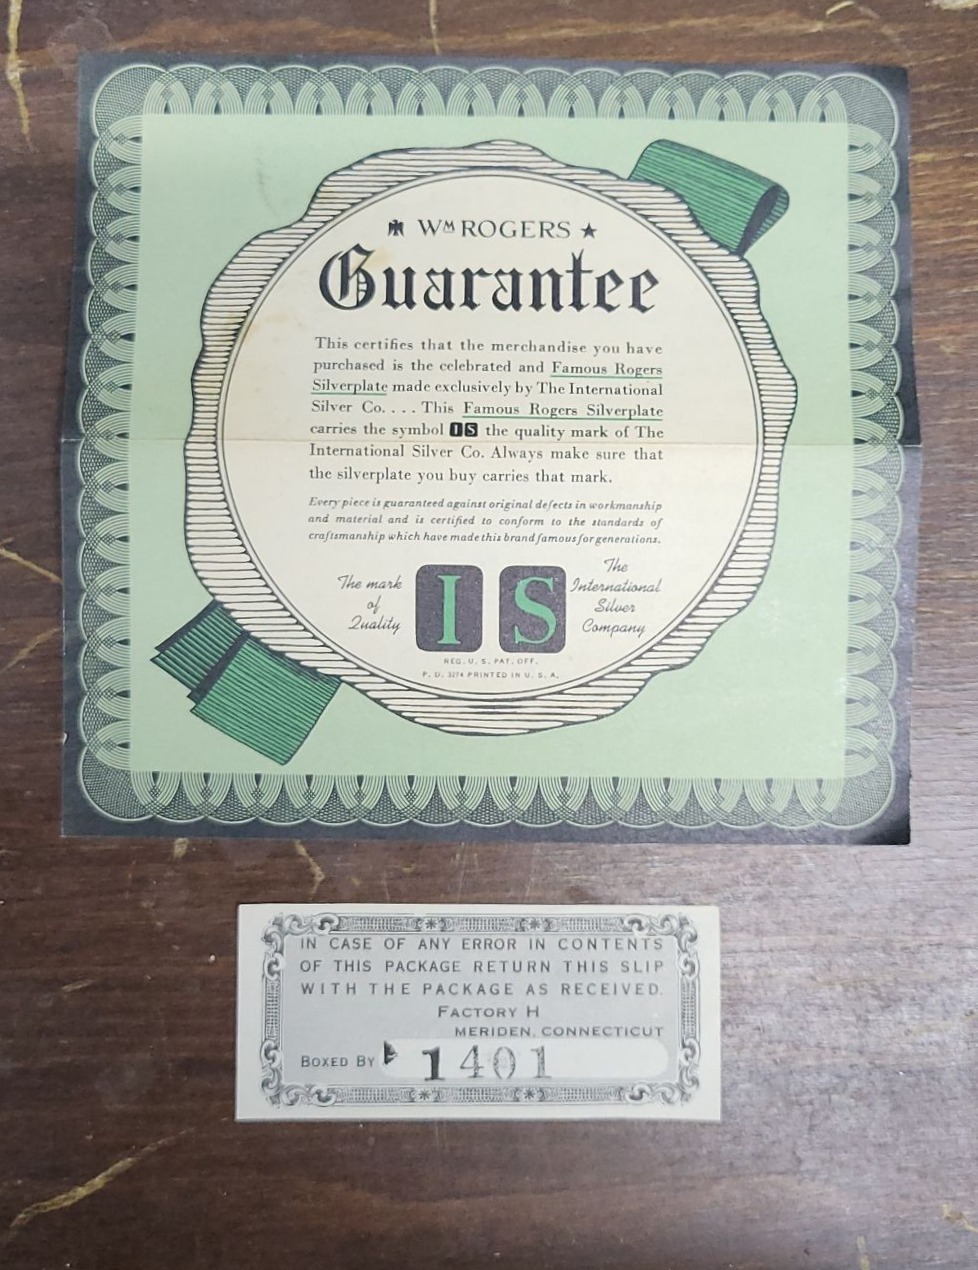 Wᴹ ROGERS ★
Guarantee
This certifies that the merchandise you have
purchased is the celebrated and Famous Rogers
Silverplate made exclusively by The International
Silver Co. . . . This Famous Rogers Silverplate
carries the symbol IS the quality mark of The
International Silver Co. Always make sure that
the silverplate you buy carries that mark.
Every piece is guaranteed against original defects in workmanship
and material and is certified to conform to the standards of
craftsmanship which have made this brand famous for generations.
The mark
of
Quality
I S
The
International
Silver
Company
REG. U. S. PAT. OFF.
P. D. 3274 PRINTED IN U. S. A.
IN CASE OF ANY ERROR IN CONTENTS
OF THIS PACKAGE RETURN THIS SLIP
WITH THE PACKAGE AS RECEIVED.
FACTORY H
MERIDEN, CONNECTICUT
BOXED BY 1401